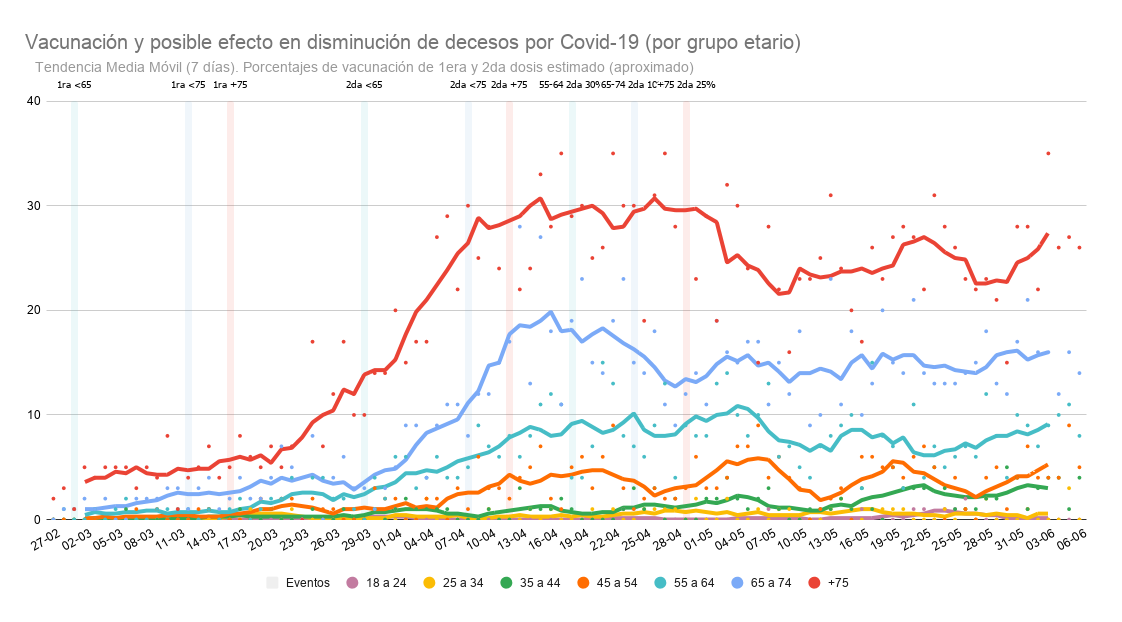 Vacunación y posible efecto en disminución de decesos por Covid-19 (por grupo etario)
Tendencia Media Móvil (7 días). Porcentajes de vacunación de 1era y 2da dosis estimado (aproximado)
1ra <65 1ra <75 1ra +75 2da <65 2da <75 2da +75 55-64 2da 30% 65-74 2da 10 +75 2da 25%
40
30
20
10
0
27-02 02-03 05-03 08-03 11-03 14-03 17-03 20-03 23-03 26-03 29-03 01-04 04-04 07-04 10-04 13-04 16-04 19-04 22-04 25-04 28-04 01-05 04-05 07-05 10-05 13-05 16-05 19-05 22-05 25-05 28-05 31-05 03-06 06-06
Eventos 18 a 24 25 a 34 35 a 44 45 a 54 55 a 64 65 a 74 +75